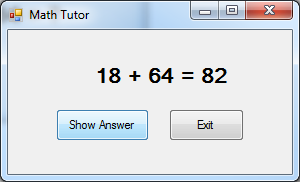 Math Tutor
18 + 64 = 82
Show Answer
Exit